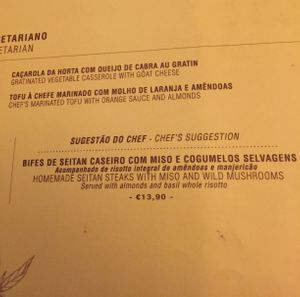 ETARIANO
ETARIAN
CAÇAROLA DA HORTA COM QUEIJO DE CABRA AU GRATIN
GRATINATED VEGETABLE CASSEROLE WITH GOAT CHEESE
TOFU À CHEFE MARINADO COM MOLHO DE LARANJA E AMÊNDOAS
CHEF'S MARINATED TOFU WITH ORANGE SAUCE AND ALMONDS
SUGESTÃO DO CHEF - CHEF'S SUGGESTION
BIFES DE SEITAN CASEIRO COM MISO E COGUMELOS SELVAGENS
Acompanhado de risotto integral de amêndoas e manjericão
HOMEMADE SEITAN STEAKS WITH MISO AND WILD MUSHROOMS
Served with almonds and basil whole risotto
- €13,90 -